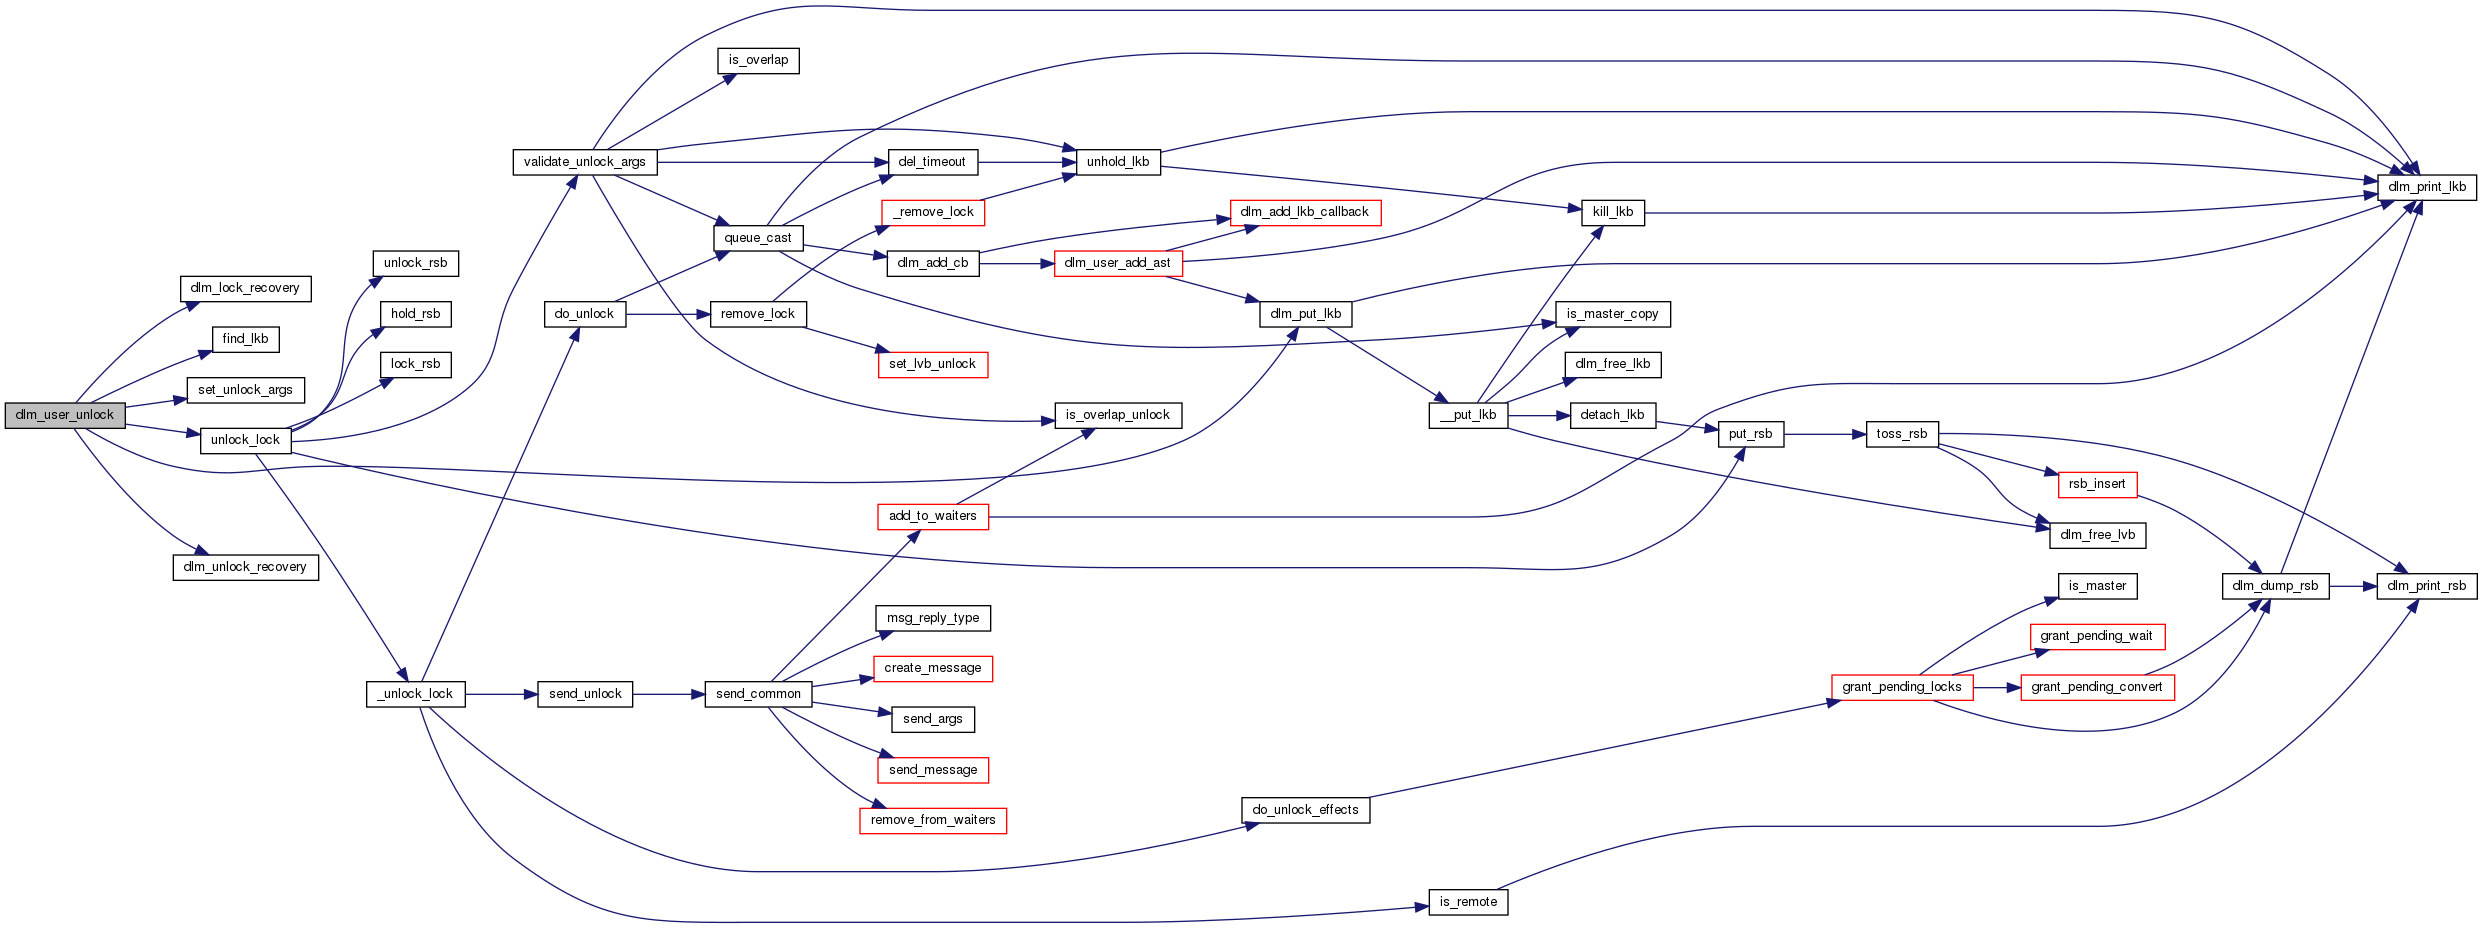 dlm_user_unlock
dlm_lock_recovery
find_lkb
set_unlock_args
unlock_lock
dlm_unlock_recovery
unlock_rsb
hold_rsb
lock_rsb
_unlock_lock
validate_unlock_args
do_unlock
send_unlock
is_overlap
queue_cast
remove_lock
send_common
del_timeout
_remove_lock
dlm_add_cb
set_lvb_unlock
add_to_waiters
msg_reply_type
create_message
send_args
send_message
remove_from_waiters
unhold_lkb
dlm_user_add_ast
is_overlap_unlock
dlm_add_lkb_callback
dlm_put_lkb
do_unlock_effects
__put_lkb
is_remote
kill_lkb
is_master_copy
dlm_free_lkb
detach_lkb
put_rsb
toss_rsb
grant_pending_locks
rsb_insert
dlm_free_lvb
is_master
grant_pending_wait
grant_pending_convert
dlm_dump_rsb
dlm_print_lkb
dlm_print_rsb